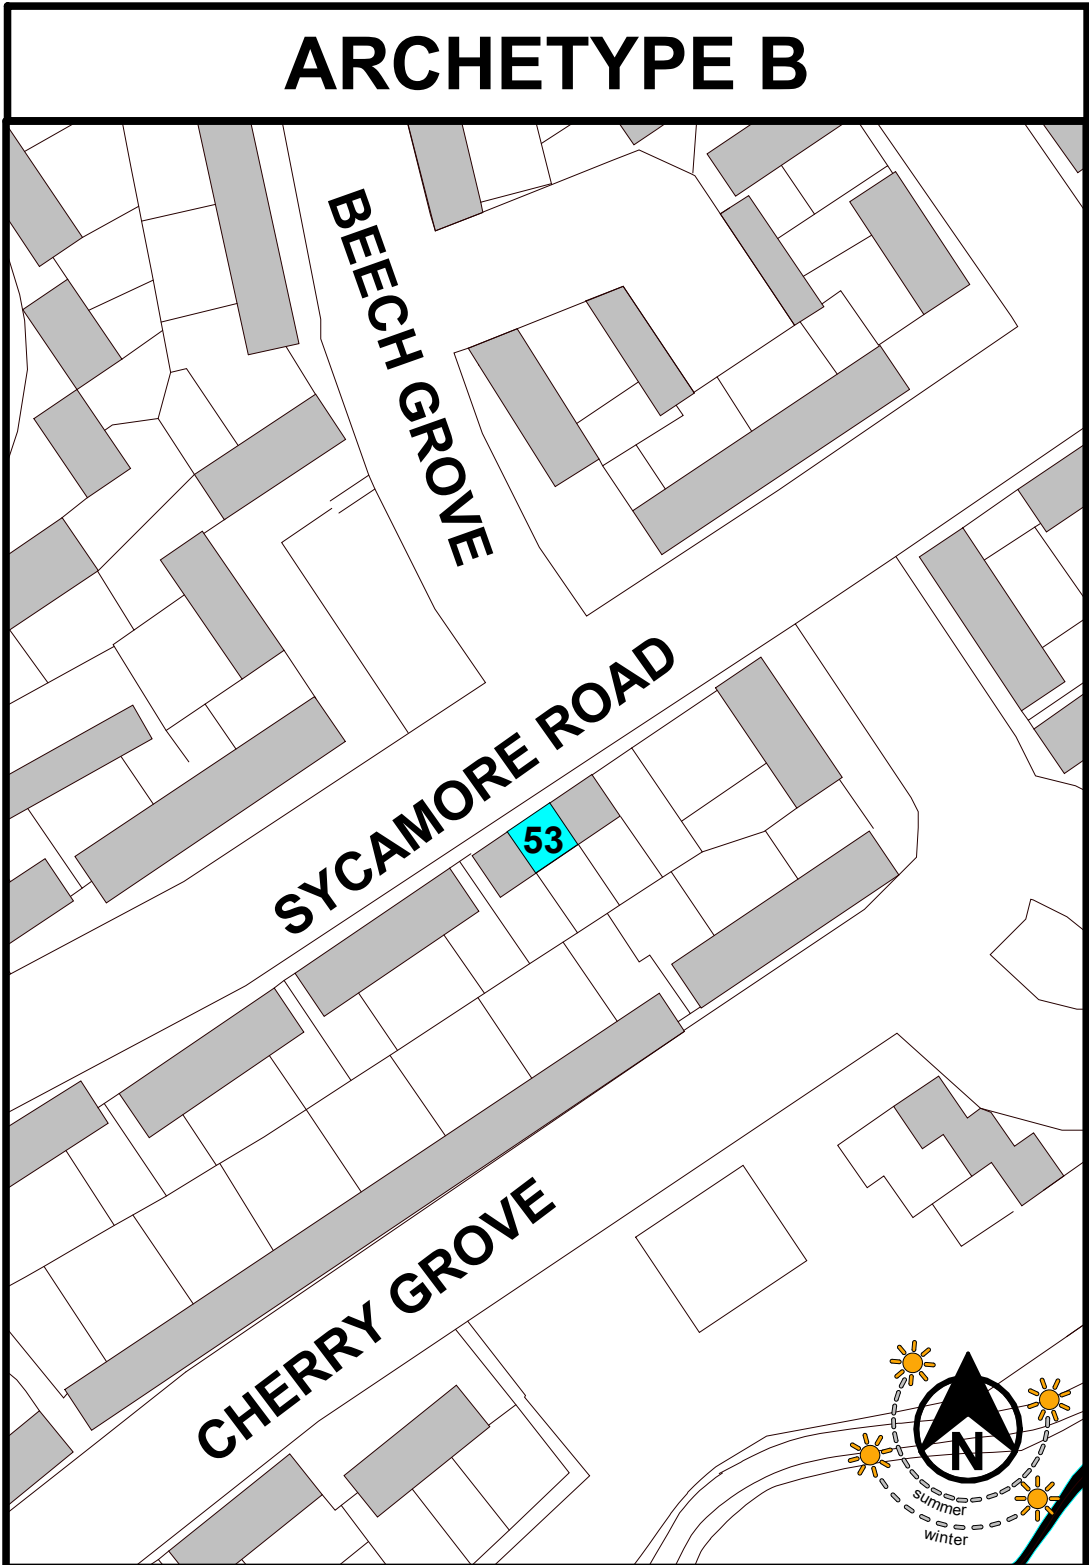 ARCHETYPE B
BEECH GROVE
SYCAMORE ROAD
53
CHERRY GROVE
N
summer
winter